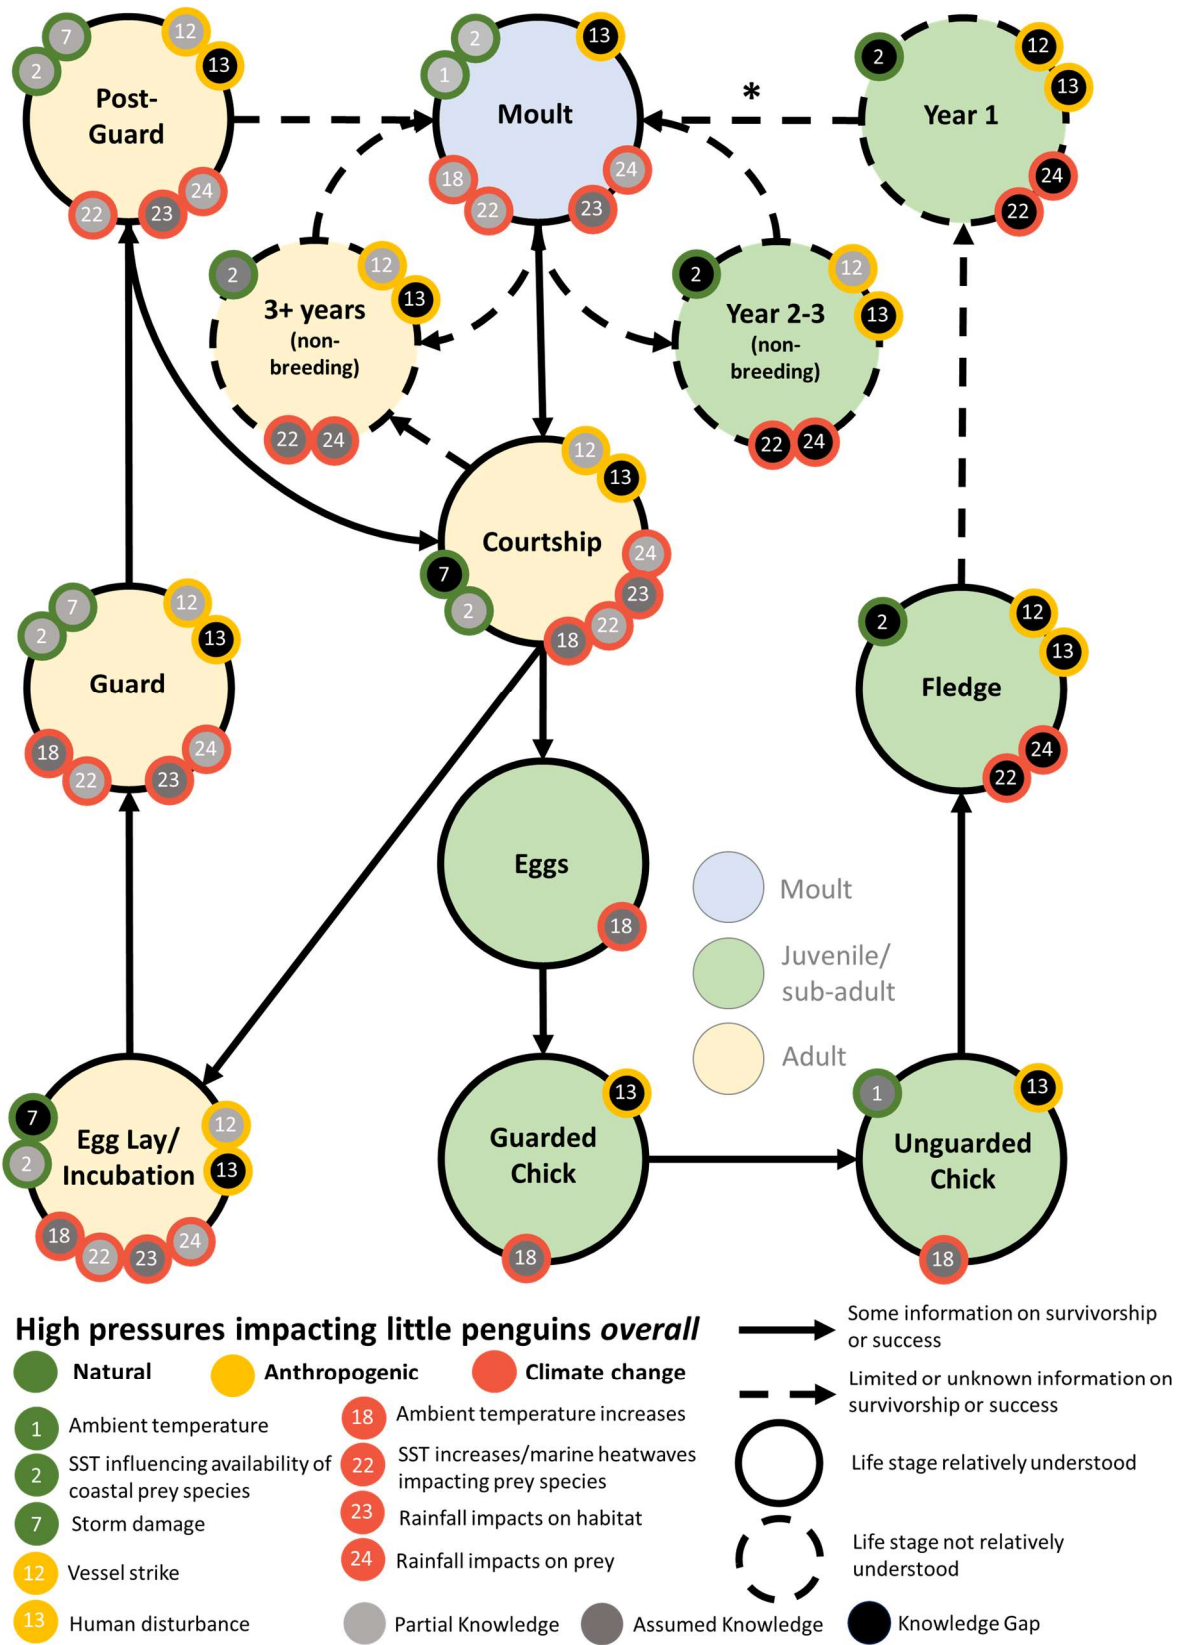 7
2
12
13
Post-
Guard
22
23
24
2
1
13
Moult
18
22
23
24
*
2
12
13
Year 1
24
22
2
12
13
3+ years
(non-
breeding)
22
24
2
12
13
Year 2-3
(non-
breeding)
22
24
12
13
Courtship
7
2
24
23
22
18
7
2
12
13
Guard
18
22
23
24
2
12
13
Fledge
24
22
Eggs
18
Moult
Juvenile/
sub-adult
Adult
7
2
12
13
Egg Lay/
Incubation
18
22
23
24
13
Guarded
Chick
18
1
13
Unguarded
Chick
18
High pressures impacting little penguins overall
Natural
Anthropogenic
Climate change
1 Ambient temperature
2 SST influencing availability of
coastal prey species
7 Storm damage
12 Vessel strike
13 Human disturbance
18 Ambient temperature increases
22 SST increases/marine heatwaves
impacting prey species
23 Rainfall impacts on habitat
24 Rainfall impacts on prey
Partial Knowledge
Assumed Knowledge
Knowledge Gap
Some information on survivorship
or success
Limited or unknown information on
survivorship or success
Life stage relatively understood
Life stage not relatively
understood